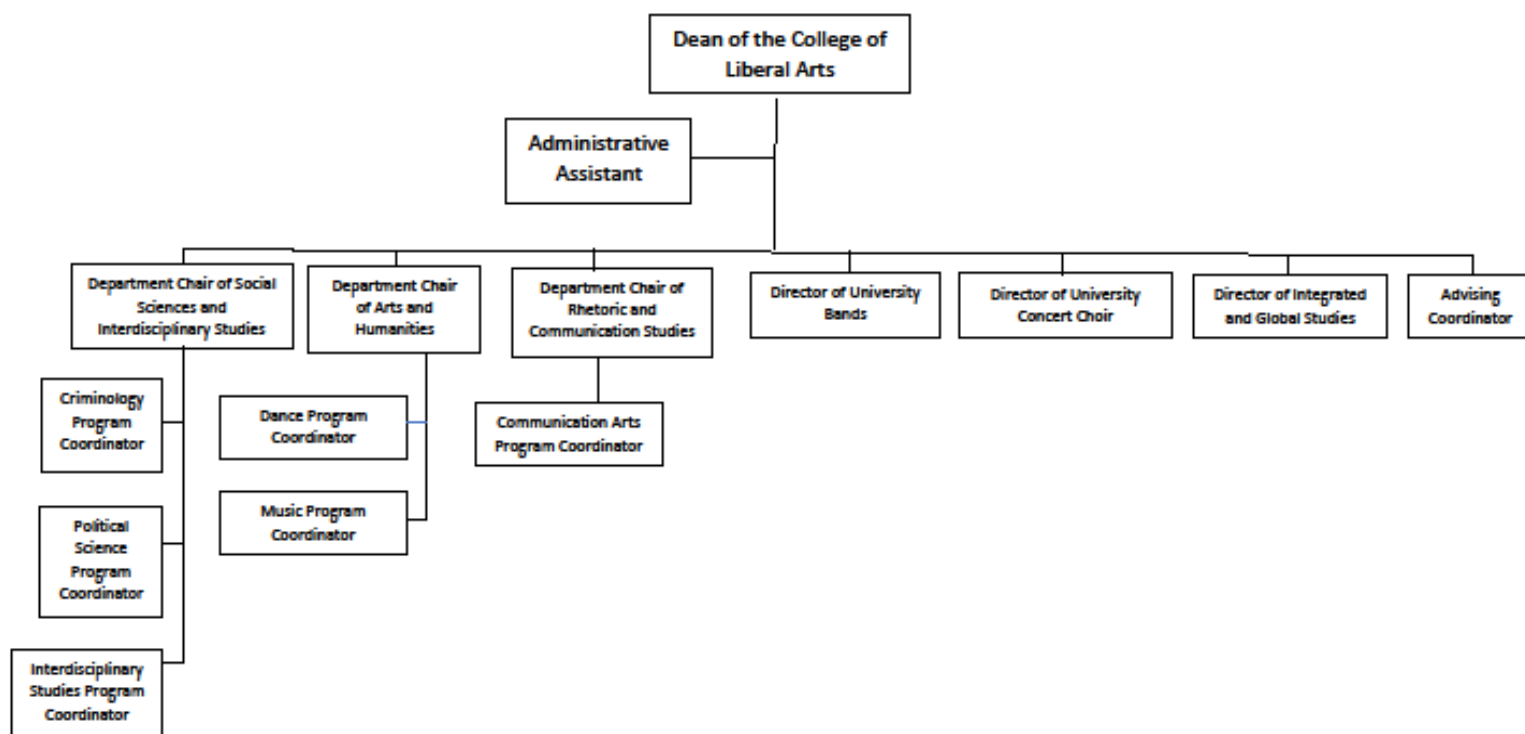 Dean of the College of
Liberal Arts
Administrative
Assistant
Department Chair of Social
Sciences and
Interdisciplinary Studies
Department Chair
of Arts and
Humanities
Department Chair of
Rhetoric and
Communication Studies
Director of University
Bands
Director of University
Concert Choir
Director of Integrated
and Global Studies
Advising
Coordinator
Criminology
Program
Coordinator
Dance Program
Coordinator
Communication Arts
Program Coordinator
Political
Science
Program
Coordinator
Music Program
Coordinator
Interdisciplinary
Studies Program
Coordinator